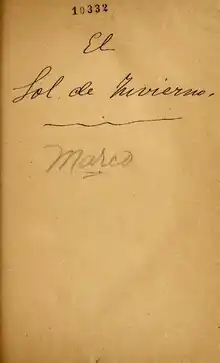 10332
El
Sol de Invierno.
Marco